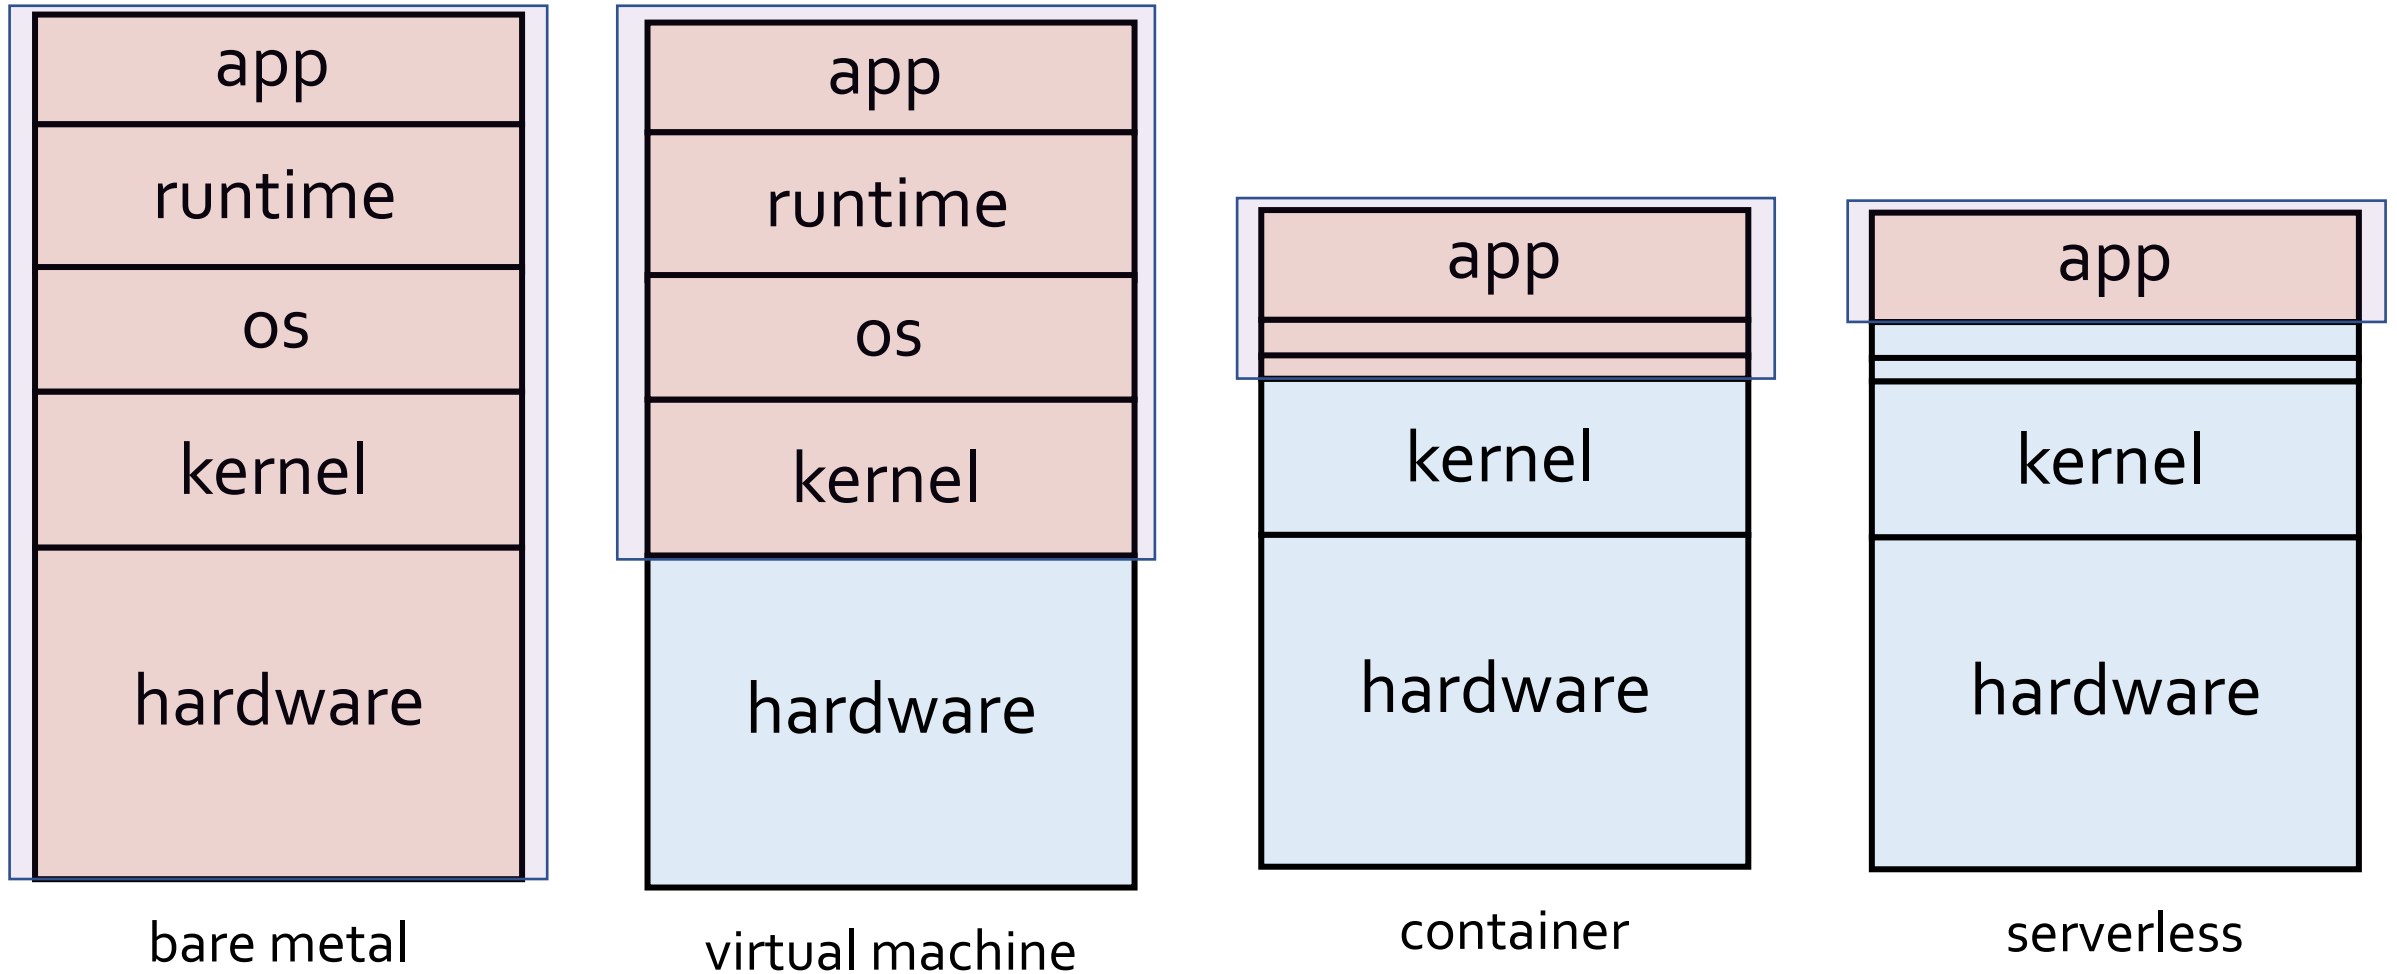 app
runtime
os
kernel
hardware
bare metal
app
runtime
os
kernel
hardware
virtual machine
app
kernel
hardware
container
app
kernel
hardware
serverless